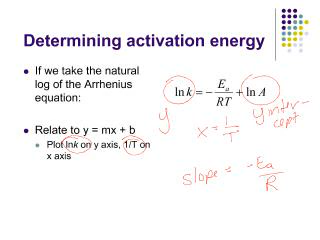 Determining activation energy
If we take the natural
log of the Arrhenius
equation:
ln k = − Ea/RT + ln A
y
x = 1/T
y inter-
cept
Relate to y = mx + b
Plot lnk on y axis, 1/T on
x axis
slope = -Ea/R